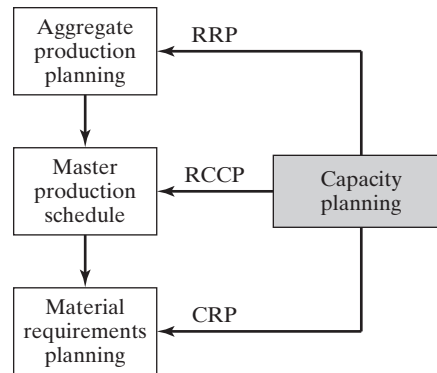 Aggregate
production
planning
RRP
Master
production
schedule
RCCP
Capacity
planning
Material
requirements
planning
CRP